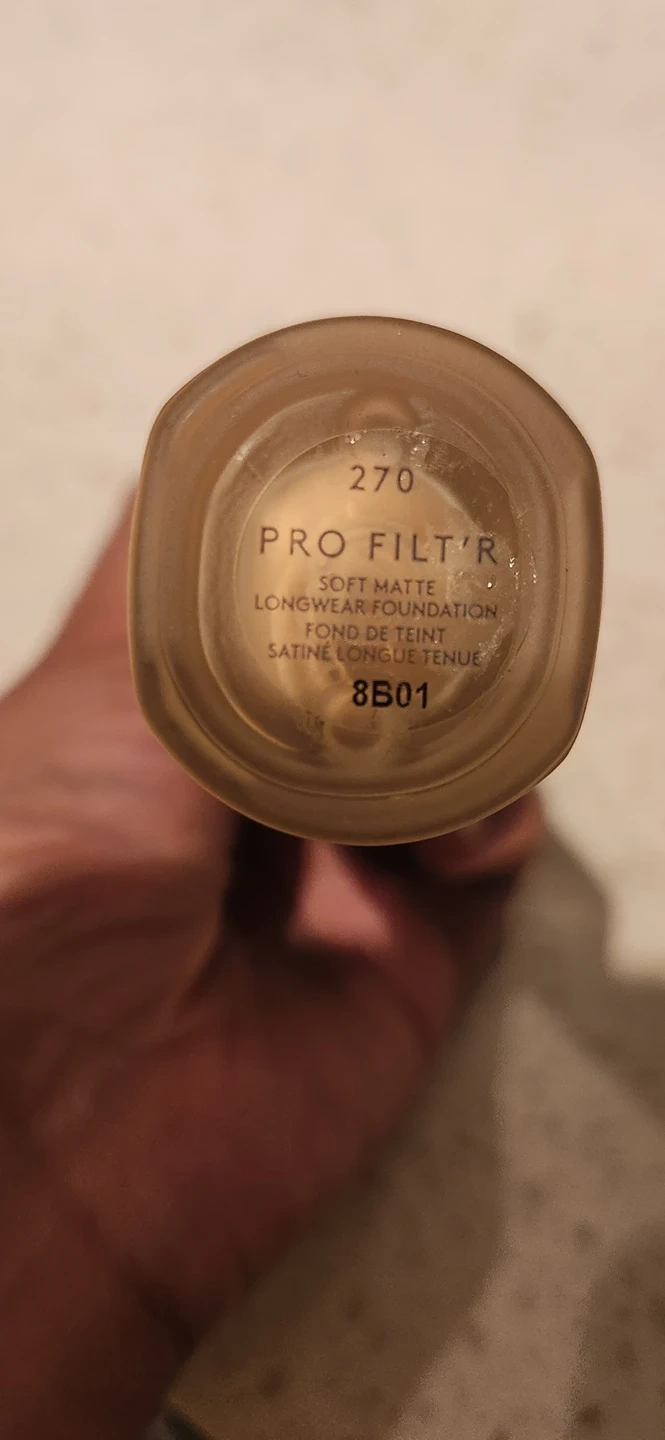 270
PRO FILT'R
SOFT MATTE
LONGWEAR FOUNDATION
FOND DE TEINT
SATINÉ LONGUE TENUE
8B01